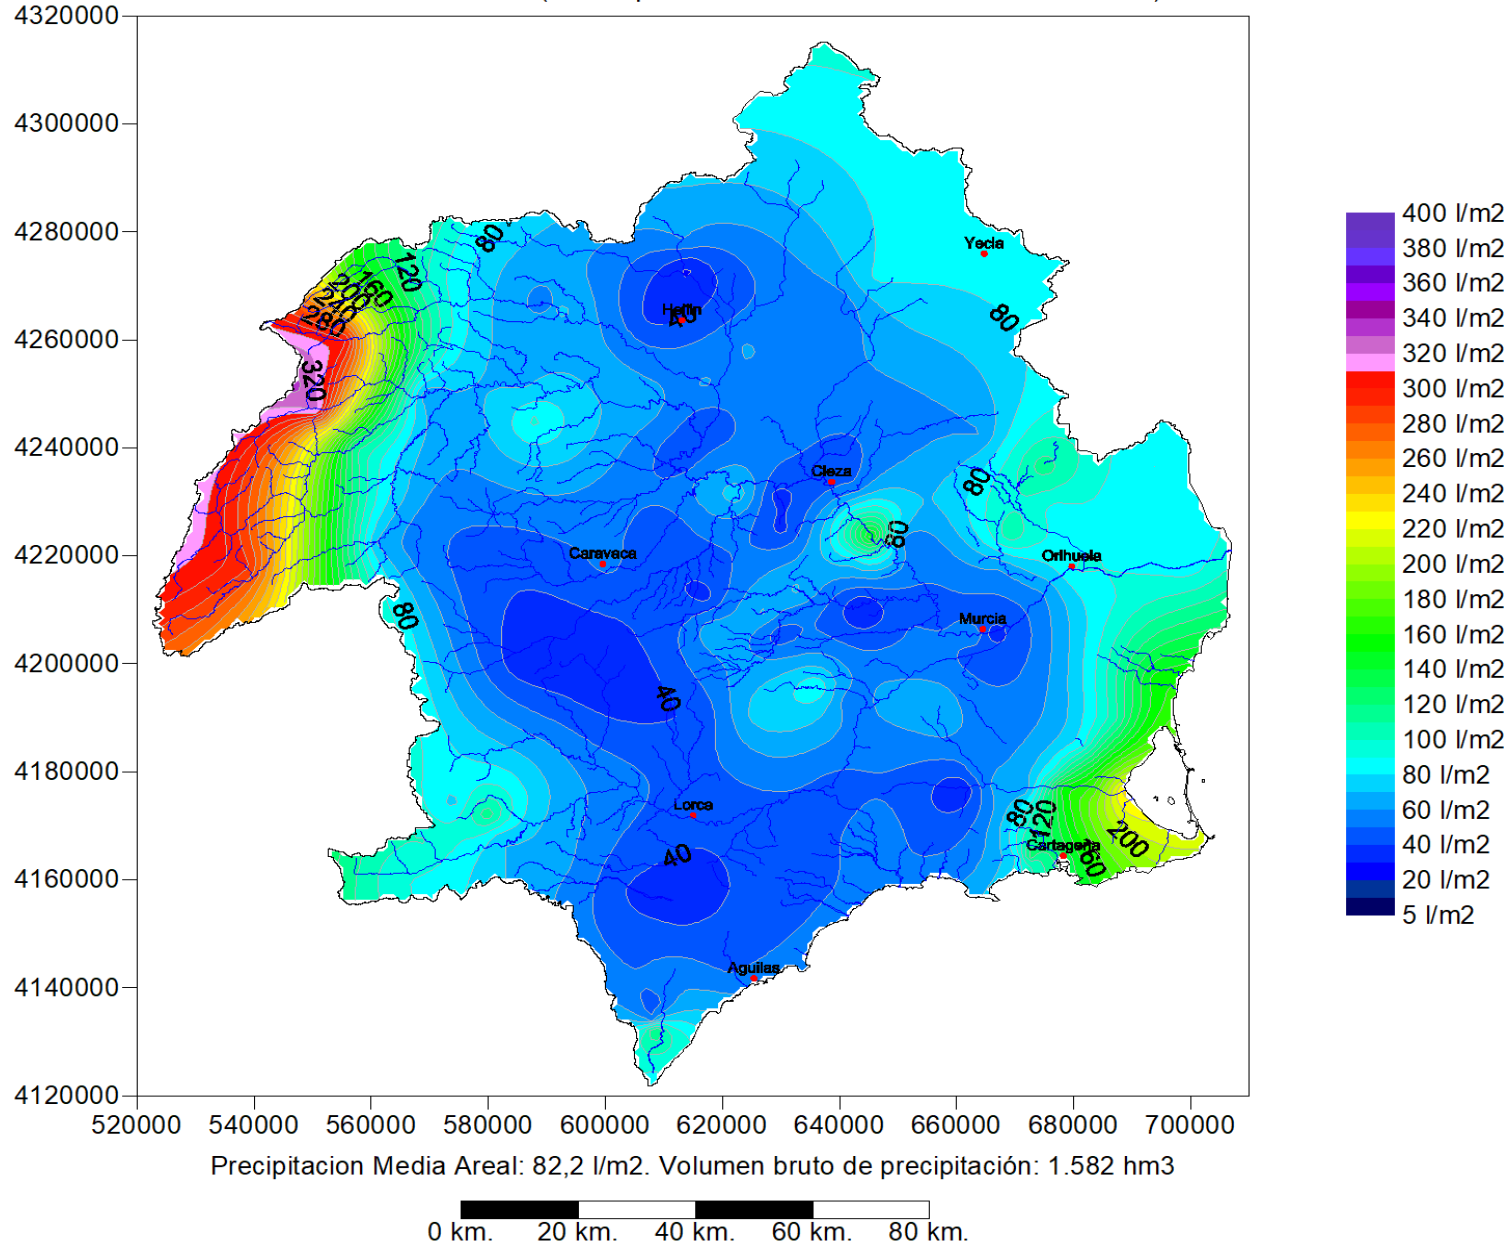 4320000
4300000
4280000
4260000
4240000
4220000
4200000
4180000
4160000
4140000
4120000
520000 540000 560000 580000 600000 620000 640000 660000 680000 700000
80
120
160
200
240
280
320
Yecla
80
Hellin
40
Cieza
80
60
Caravaca
Orihuela
80
Murcia
40
Lorca
80
120
40
Cartagena
160
200
Aguilas
400 l/m2
380 l/m2
360 l/m2
340 l/m2
320 l/m2
300 l/m2
280 l/m2
260 l/m2
240 l/m2
220 l/m2
200 l/m2
180 l/m2
160 l/m2
140 l/m2
120 l/m2
100 l/m2
80 l/m2
60 l/m2
40 l/m2
20 l/m2
5 l/m2
Precipitacion Media Areal: 82,2 l/m2. Volumen bruto de precipitación: 1.582 hm3
0 km. 20 km. 40 km. 60 km. 80 km.